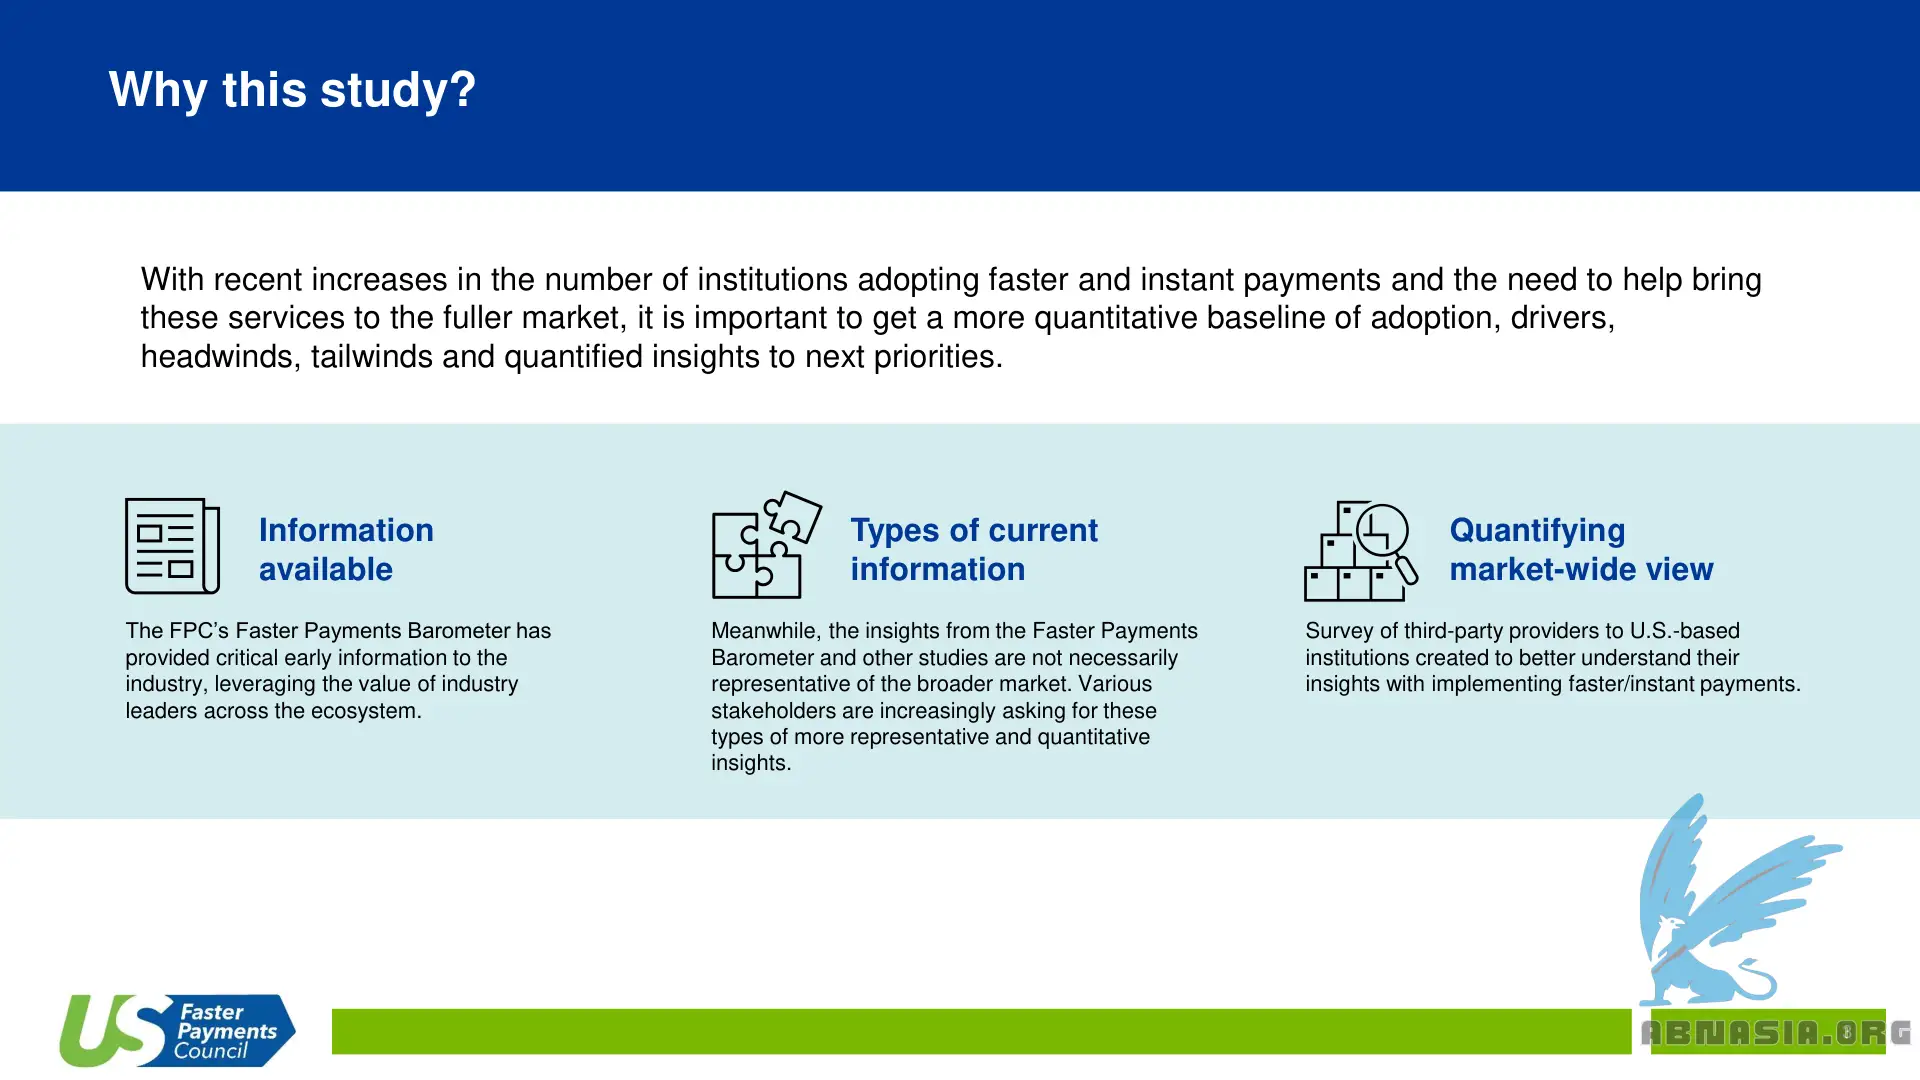 Why this study?
With recent increases in the number of institutions adopting faster and instant payments and the need to help bring
these services to the fuller market, it is important to get a more quantitative baseline of adoption, drivers,
headwinds, tailwinds and quantified insights to next priorities.
Information
available
The FPC’s Faster Payments Barometer has
provided critical early information to the
industry, leveraging the value of industry
leaders across the ecosystem.
Types of current
information
Meanwhile, the insights from the Faster Payments
Barometer and other studies are not necessarily
representative of the broader market. Various
stakeholders are increasingly asking for these
types of more representative and quantitative
insights.
Quantifying
market-wide view
Survey of third-party providers to U.S.-based
institutions created to better understand their
insights with implementing faster/instant payments.
US Faster
Payments
Council
ABNASIA.ORG
3